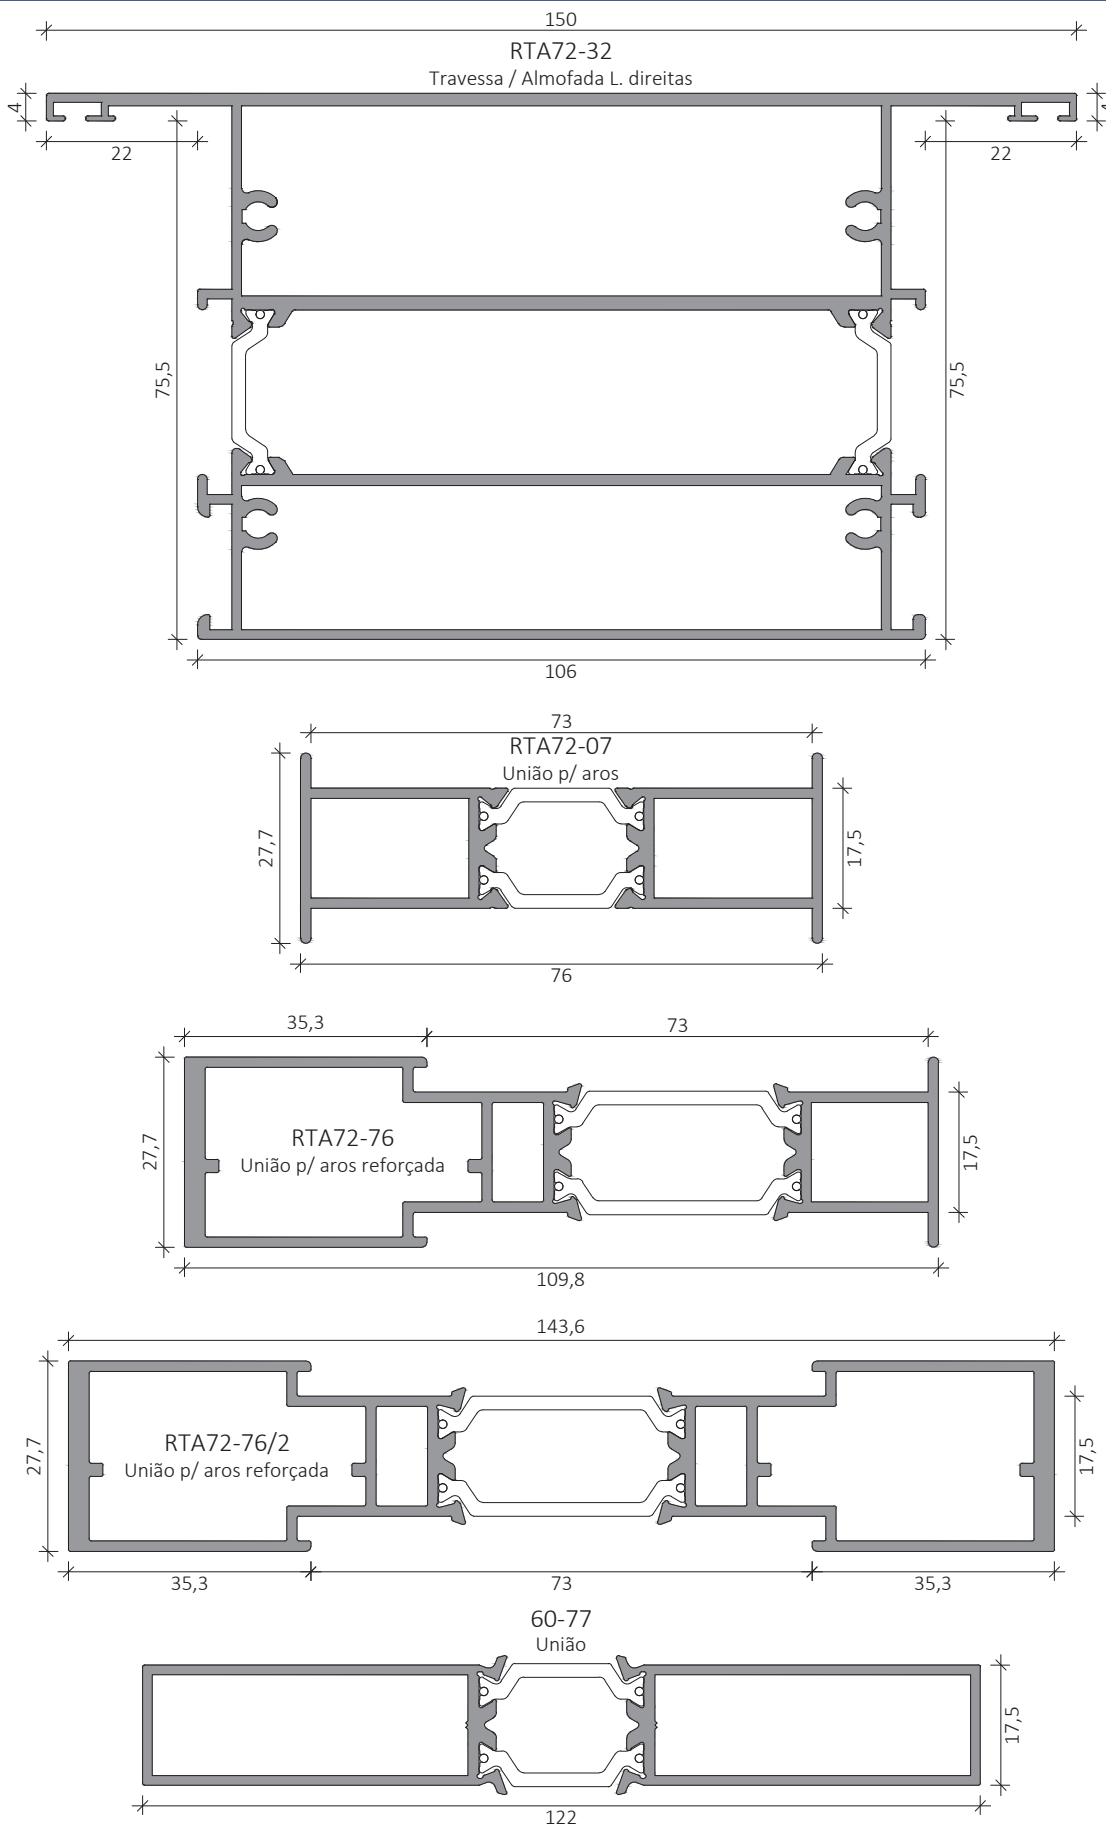 150
RTA72-32
Travessa / Almofada L. direitas
4
4
22
22
75,5
75,5
106
73
RTA72-07
União p/ aros
27,7
17,5
76
35,3
73
RTA72-76
União p/ aros reforçada
27,7
17,5
109,8
143,6
RTA72-76/2
União p/ aros reforçada
27,7
17,5
35,3
73
35,3
60-77
União
17,5
122